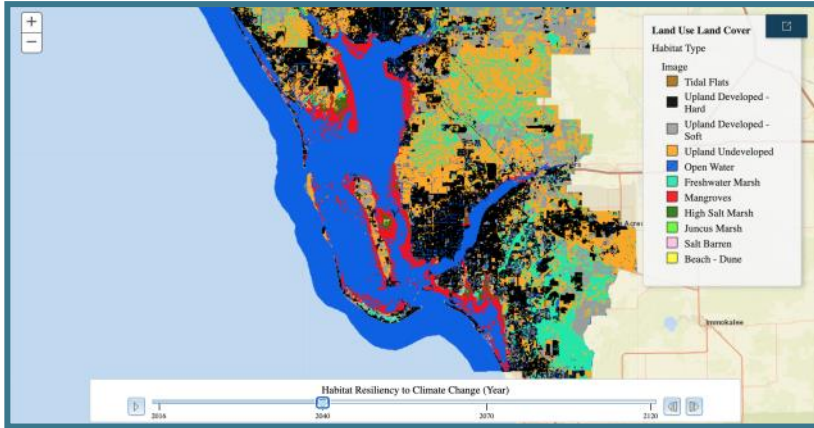 +
−
Land Use Land Cover
Habitat Type
Image
Tidal Flats
Upland Developed -
Hard
Upland Developed -
Soft
Upland Undeveloped
Open Water
Freshwater Marsh
Mangroves
High Salt Marsh
Juncus Marsh
Salt Barren
Beach - Dune
Acres
Immokalee
Habitat Resiliency to Climate Change (Year)
2016
2040
2070
2120